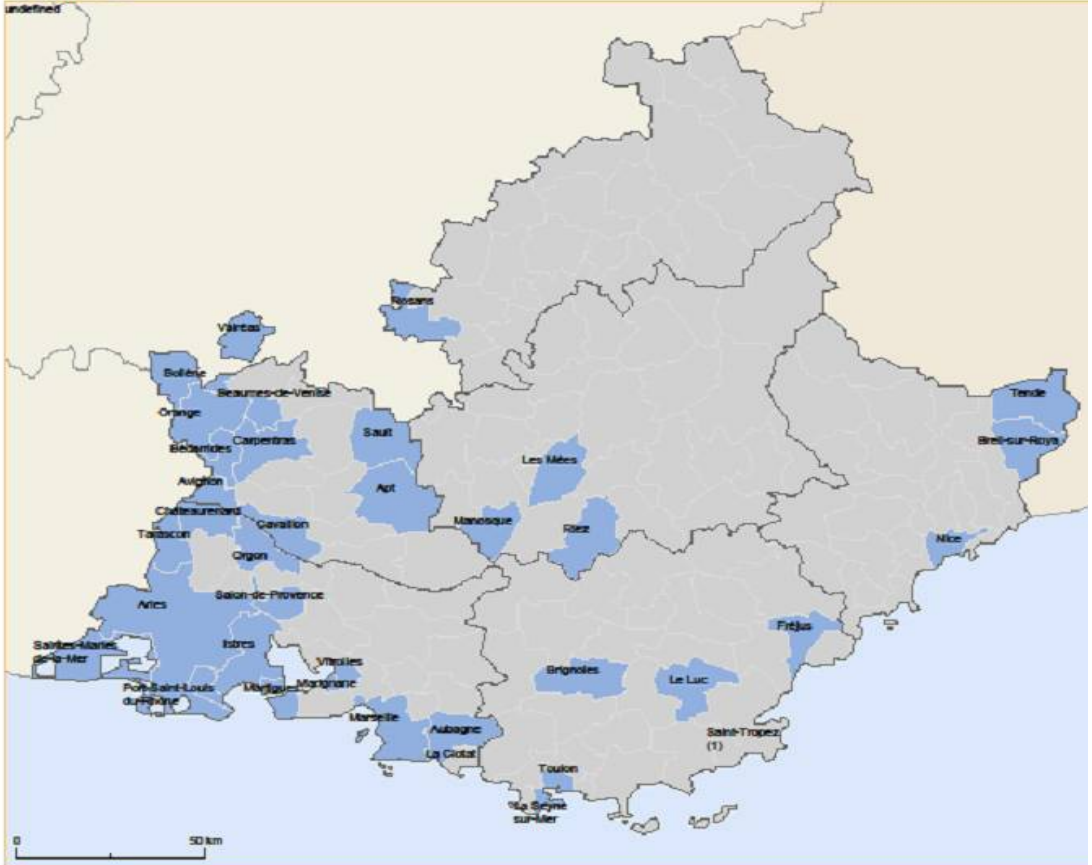 undefined
Rosans
Valréas
Bollène
Beaumes-de-Venise
Tende
Orange
Sault
Carpentras
Breil-sur-Roya
Bédarrides
Les Mées
Avignon
Apt
Châteaurenard
Cavaillon
Manosque
Riez
Tarascon
Nice
Orgon
Salon-de-Provence
Arles
Fréjus
Istres
Saintes-Maries
de-la-Mer
Vitrolles
Brignoles
Le Luc
Port-Saint-Louis
du-Rhône
Martigues
Marignane
Marseille
Aubagne
Saint-Tropez
(1)
La Ciotat
Toulon
La Seyne
sur-Mer
0
50 km